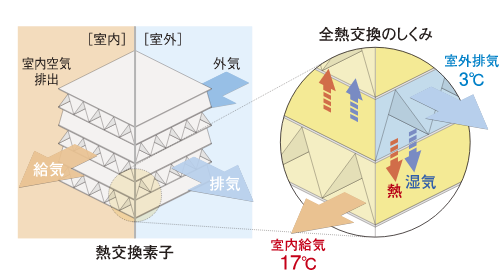 [室内]
[室外]
室内空気
排出
外気
給気
排気
熱交換素子
全熱交換のしくみ
室外排気
3℃
熱
湿気
室内給気
17℃